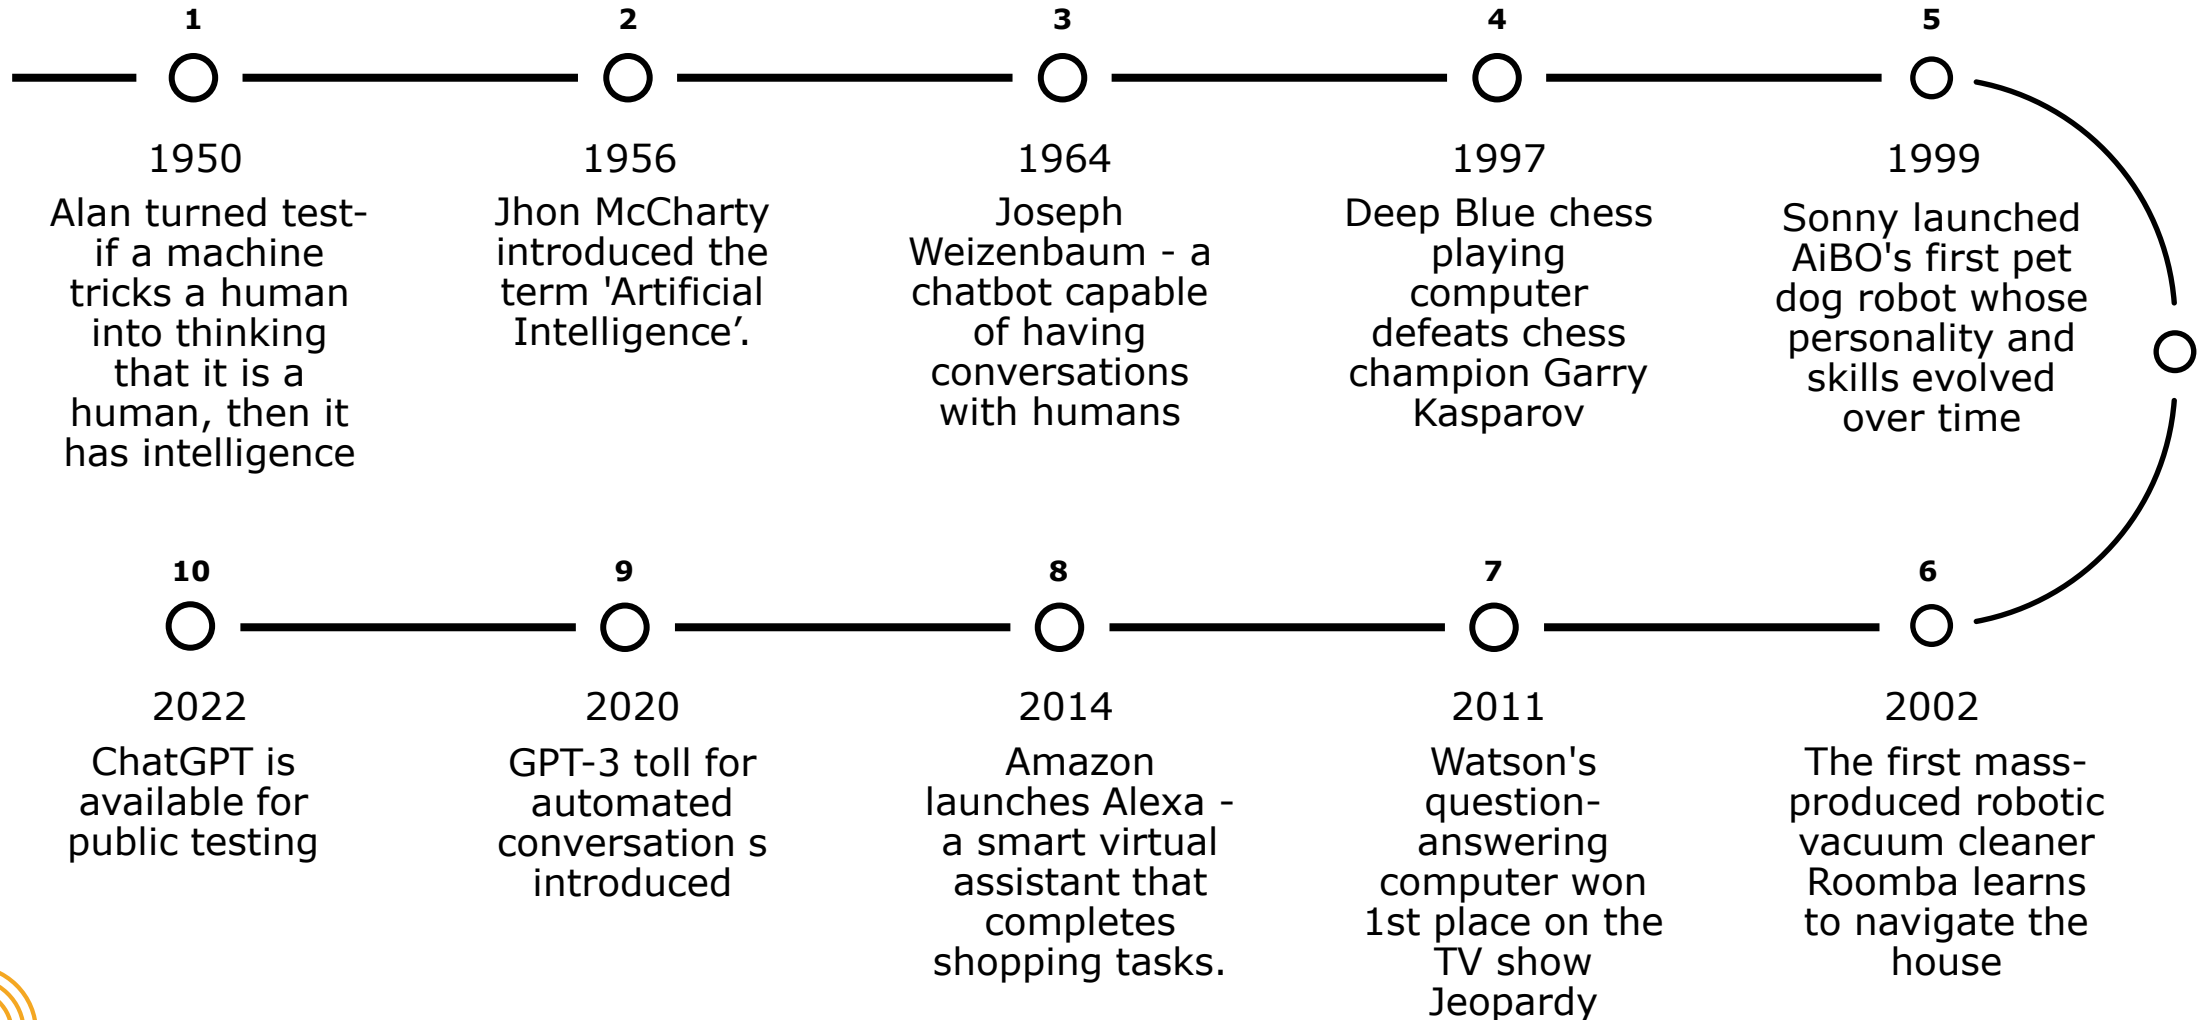 1
1950
Alan turned test-
if a machine
tricks a human
into thinking
that it is a
human, then it
has intelligence
2
1956
Jhon McCharty
introduced the
term 'Artificial
Intelligence’.
3
1964
Joseph
Weizenbaum - a
chatbot capable
of having
conversations
with humans
4
1997
Deep Blue chess
playing
computer
defeats chess
champion Garry
Kasparov
5
1999
Sonny launched
AiBO's first pet
dog robot whose
personality and
skills evolved
over time
6
2002
The first mass-
produced robotic
vacuum cleaner
Roomba learns
to navigate the
house
7
2011
Watson's
question-
answering
computer won
1st place on the
TV show
Jeopardy
8
2014
Amazon
launches Alexa -
a smart virtual
assistant that
completes
shopping tasks.
9
2020
GPT-3 toll for
automated
conversation s
introduced
10
2022
ChatGPT is
available for
public testing